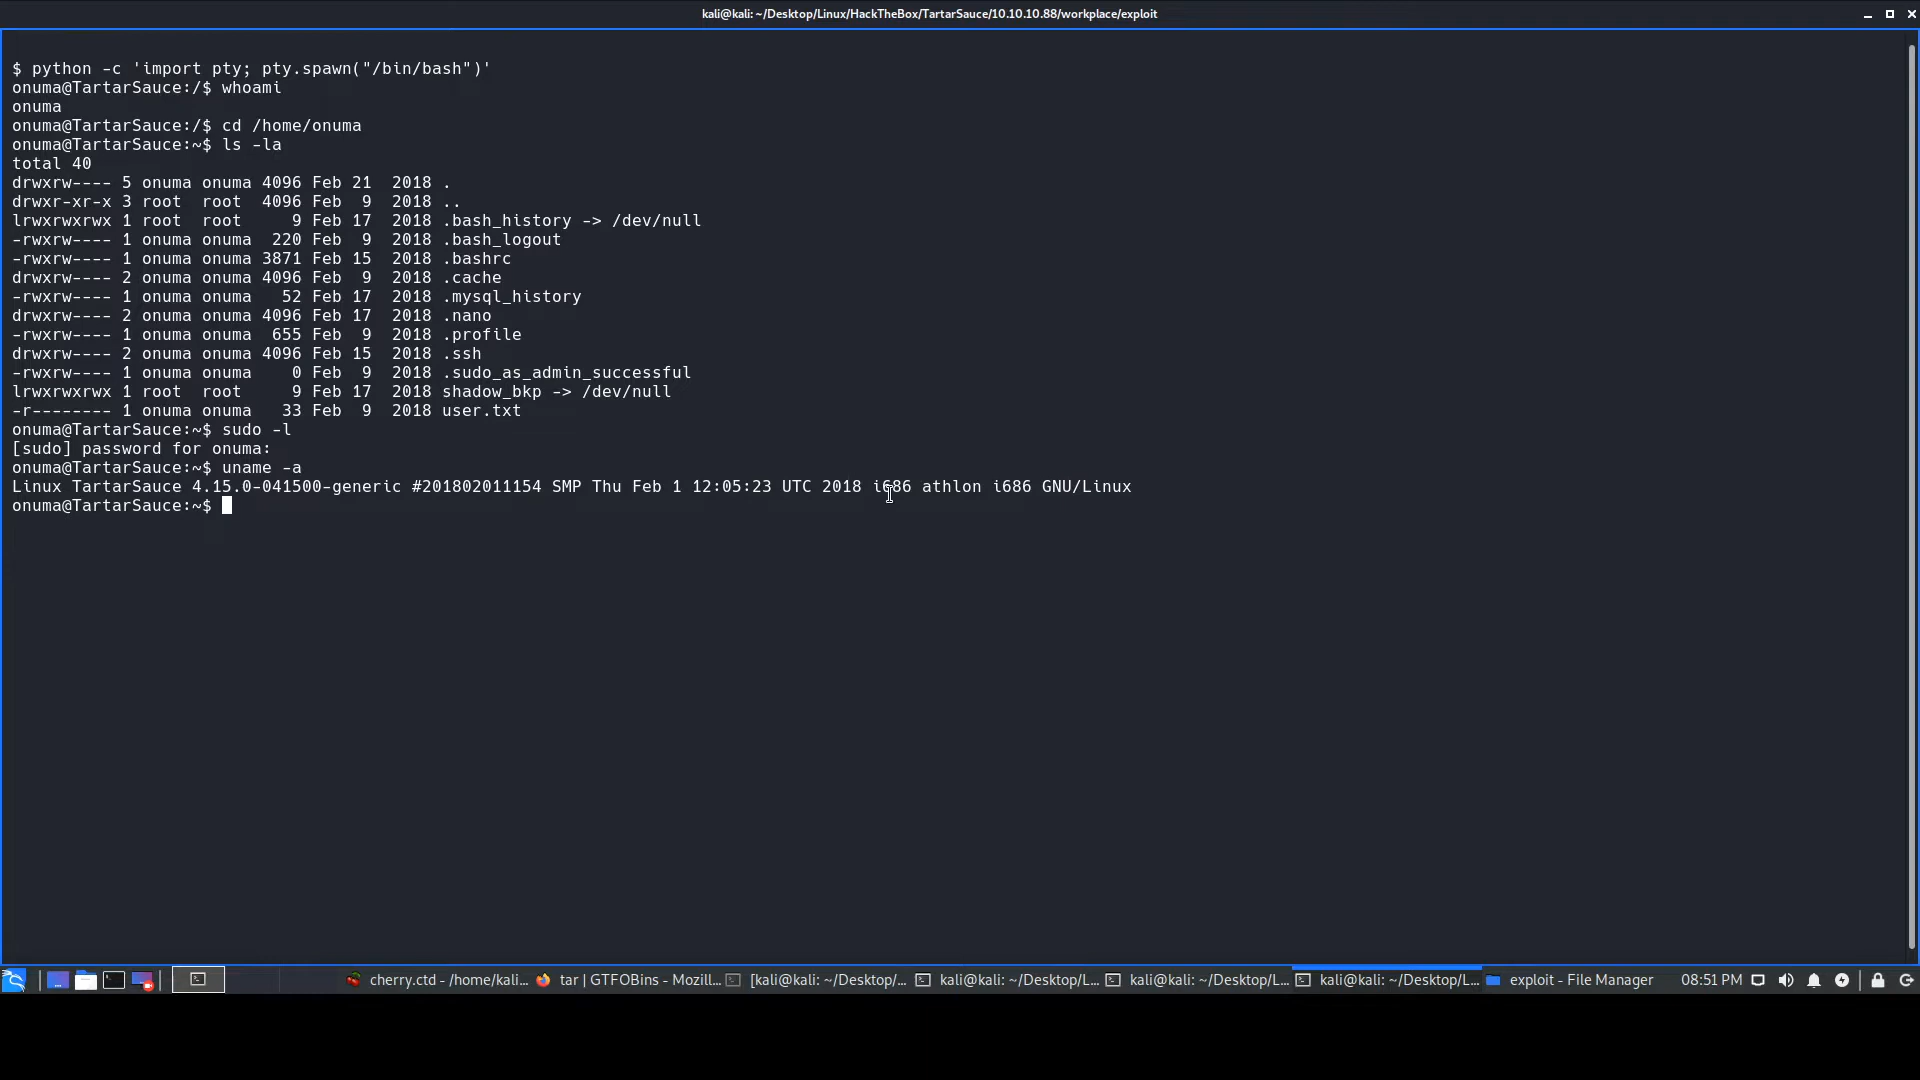 kali@kali: ~/Desktop/Linux/HackTheBox/TartarSauce/10.10.10.88/workplace/exploit
$ python -c 'import pty; pty.spawn("/bin/bash")'
onuma@TartarSauce:/$ whoami
onuma
onuma@TartarSauce:/$ cd /home/onuma
onuma@TartarSauce:~$ ls -la
total 40
drwxrw---- 5 onuma onuma 4096 Feb 21  2018 .
drwxr-xr-x 3 root  root  4096 Feb  9  2018 ..
lrwxrwxrwx 1 root  root     9 Feb 17  2018 .bash_history -> /dev/null
-rwxrw---- 1 onuma onuma  220 Feb  9  2018 .bash_logout
-rwxrw---- 1 onuma onuma 3871 Feb 15  2018 .bashrc
drwxrw---- 2 onuma onuma 4096 Feb  9  2018 .cache
-rwxrw---- 1 onuma onuma   52 Feb 17  2018 .mysql_history
drwxrw---- 2 onuma onuma 4096 Feb 17  2018 .nano
-rwxrw---- 1 onuma onuma  655 Feb  9  2018 .profile
drwxrw---- 2 onuma onuma 4096 Feb 15  2018 .ssh
-rwxrw---- 1 onuma onuma    0 Feb  9  2018 .sudo_as_admin_successful
lrwxrwxrwx 1 root  root     9 Feb 17  2018 shadow_bkp -> /dev/null
-r-------- 1 onuma onuma   33 Feb  9  2018 user.txt
onuma@TartarSauce:~$ sudo -l
[sudo] password for onuma:
onuma@TartarSauce:~$ uname -a
Linux TartarSauce 4.15.0-041500-generic #201802011154 SMP Thu Feb 1 12:05:23 UTC 2018 i686 athlon i686 GNU/Linux
onuma@TartarSauce:~$
cherry.ctd - /home/kali... tar | GTFOBins - Mozill... [kali@kali: ~/Desktop/... kali@kali: ~/Desktop/L... kali@kali: ~/Desktop/L... kali@kali: ~/Desktop/L... exploit - File Manager 08:51 PM